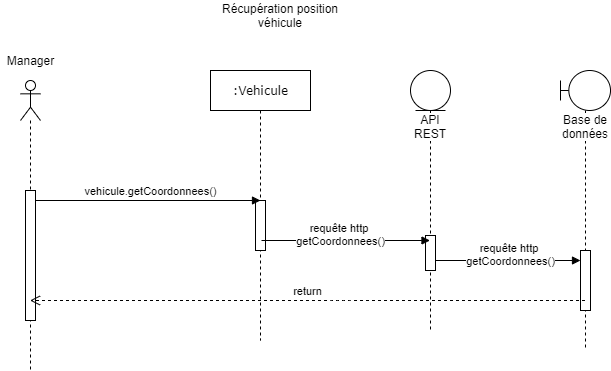 Récupération position
véhicule
Manager
:Vehicule
API
REST
Base de
données
vehicule.getCoordonnees()
requête http
getCoordonnees()
requête http
getCoordonnees()
return